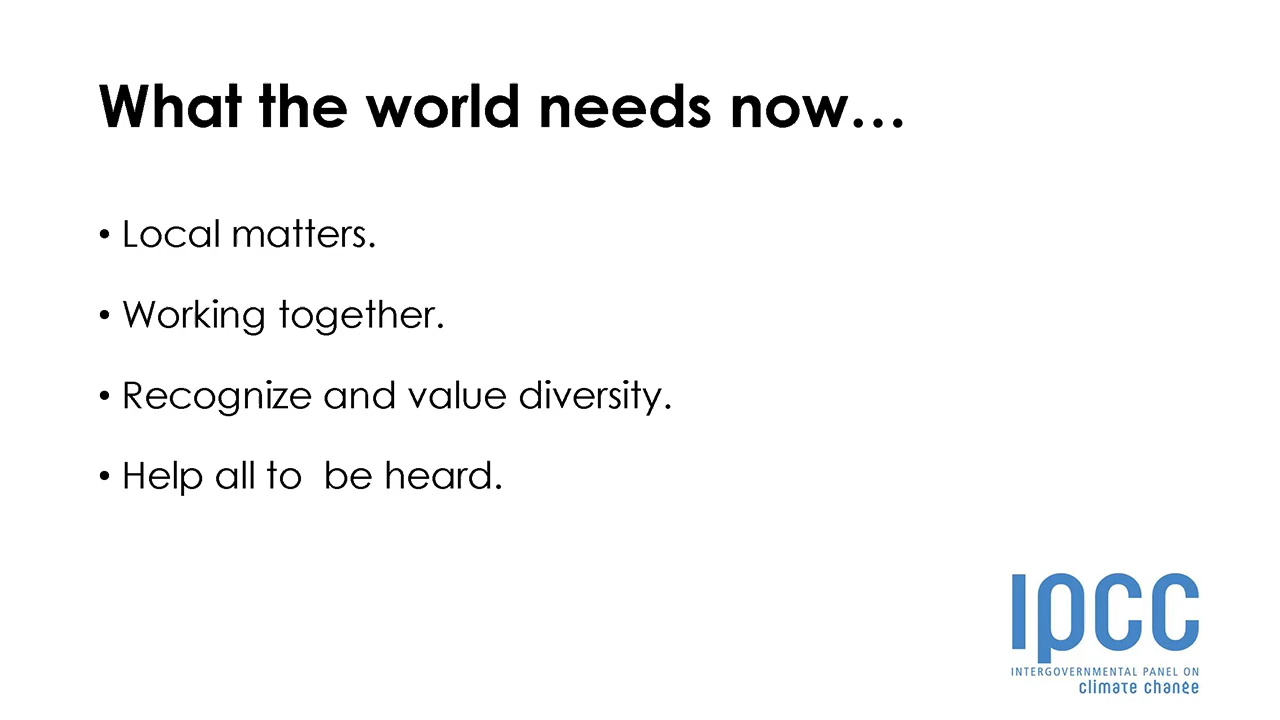 What the world needs now…
• Local matters.
• Working together.
• Recognize and value diversity.
• Help all to  be heard.
ipcc
INTERGOVERNMENTAL PANEL ON
climate change